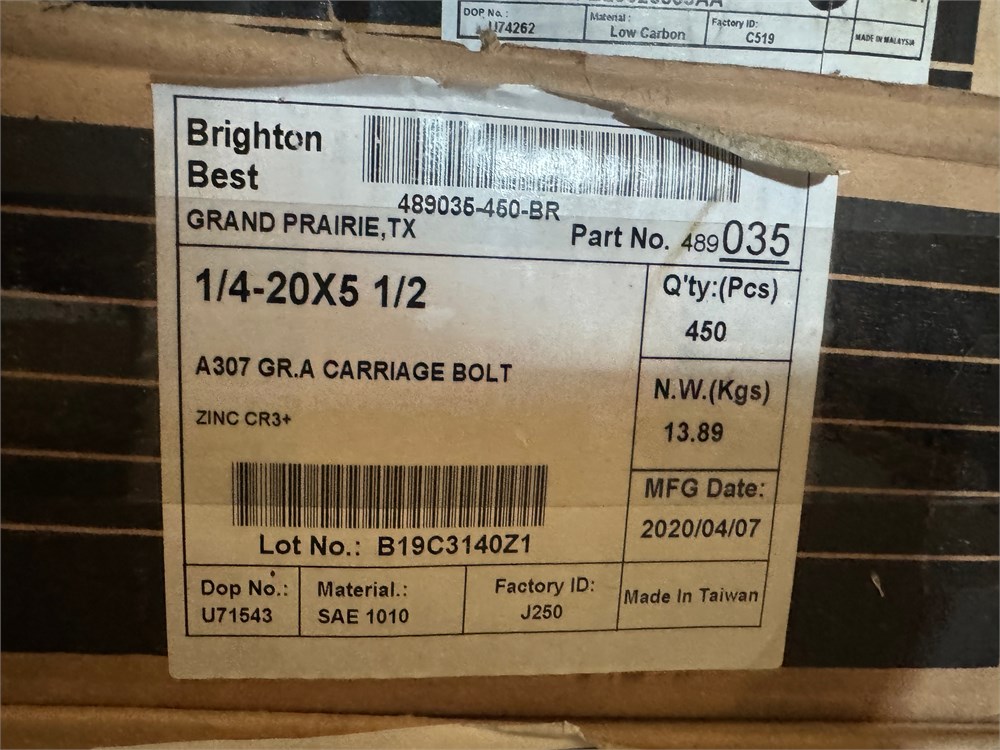 DOP No.:
U74262
Material:
Low Carbon
Factory ID:
C519
MADE IN MALAYSIA
Brighton
Best
489035-450-BR
GRAND PRAIRIE,TX
Part No. 489035
1/4-20X5 1/2
Q'ty:(Pcs)
450
A307 GR.A CARRIAGE BOLT
N.W.(Kgs)
13.89
ZINC CR3+
MFG Date:
2020/04/07
Lot No.: B19C3140Z1
Dop No.:
U71543
Material.:
SAE 1010
Factory ID:
J250
Made In Taiwan